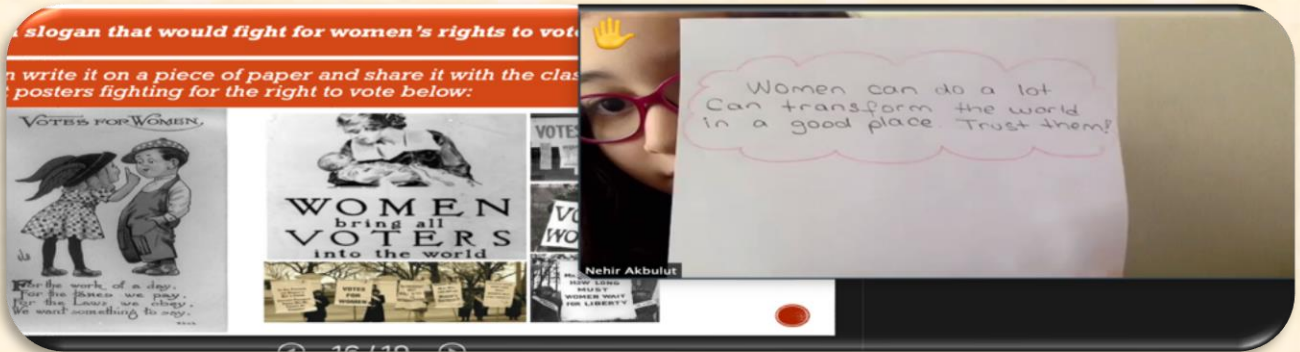 slogan that would fight for women's rights to vote
write it on a piece of paper and share it with the clas
posters fighting for the right to vote below:
VOTES FOR WOMEN.
For the work of a day,
For the taxes we pay,
For the Laws we obey,
We want something to say.
WOMEN
bring all
VOTERS
into the world
VOTES
FOR
WOMEN
VOTES
VO
WO
HOW LONG
MUST
WOMEN WAIT
FOR LIBERTY
Women can do a lot
Can transform the world
in a good place. Trust them!
Nehir Akbulut
16 / 19